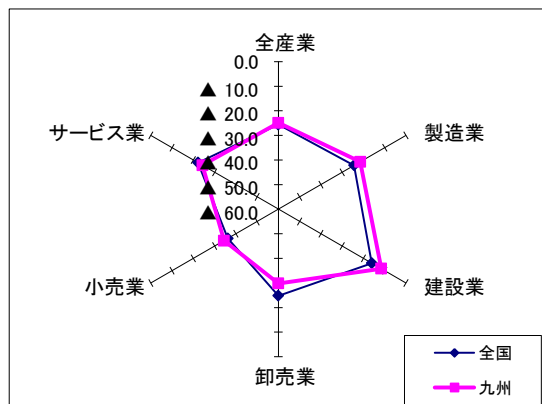 全産業
0.0
▲ 10.0
▲ 20.0
▲ 30.0
▲ 40.0
▲ 50.0
▲ 60.0
サービス業
製造業
小売業
建設業
卸売業
全国
九州